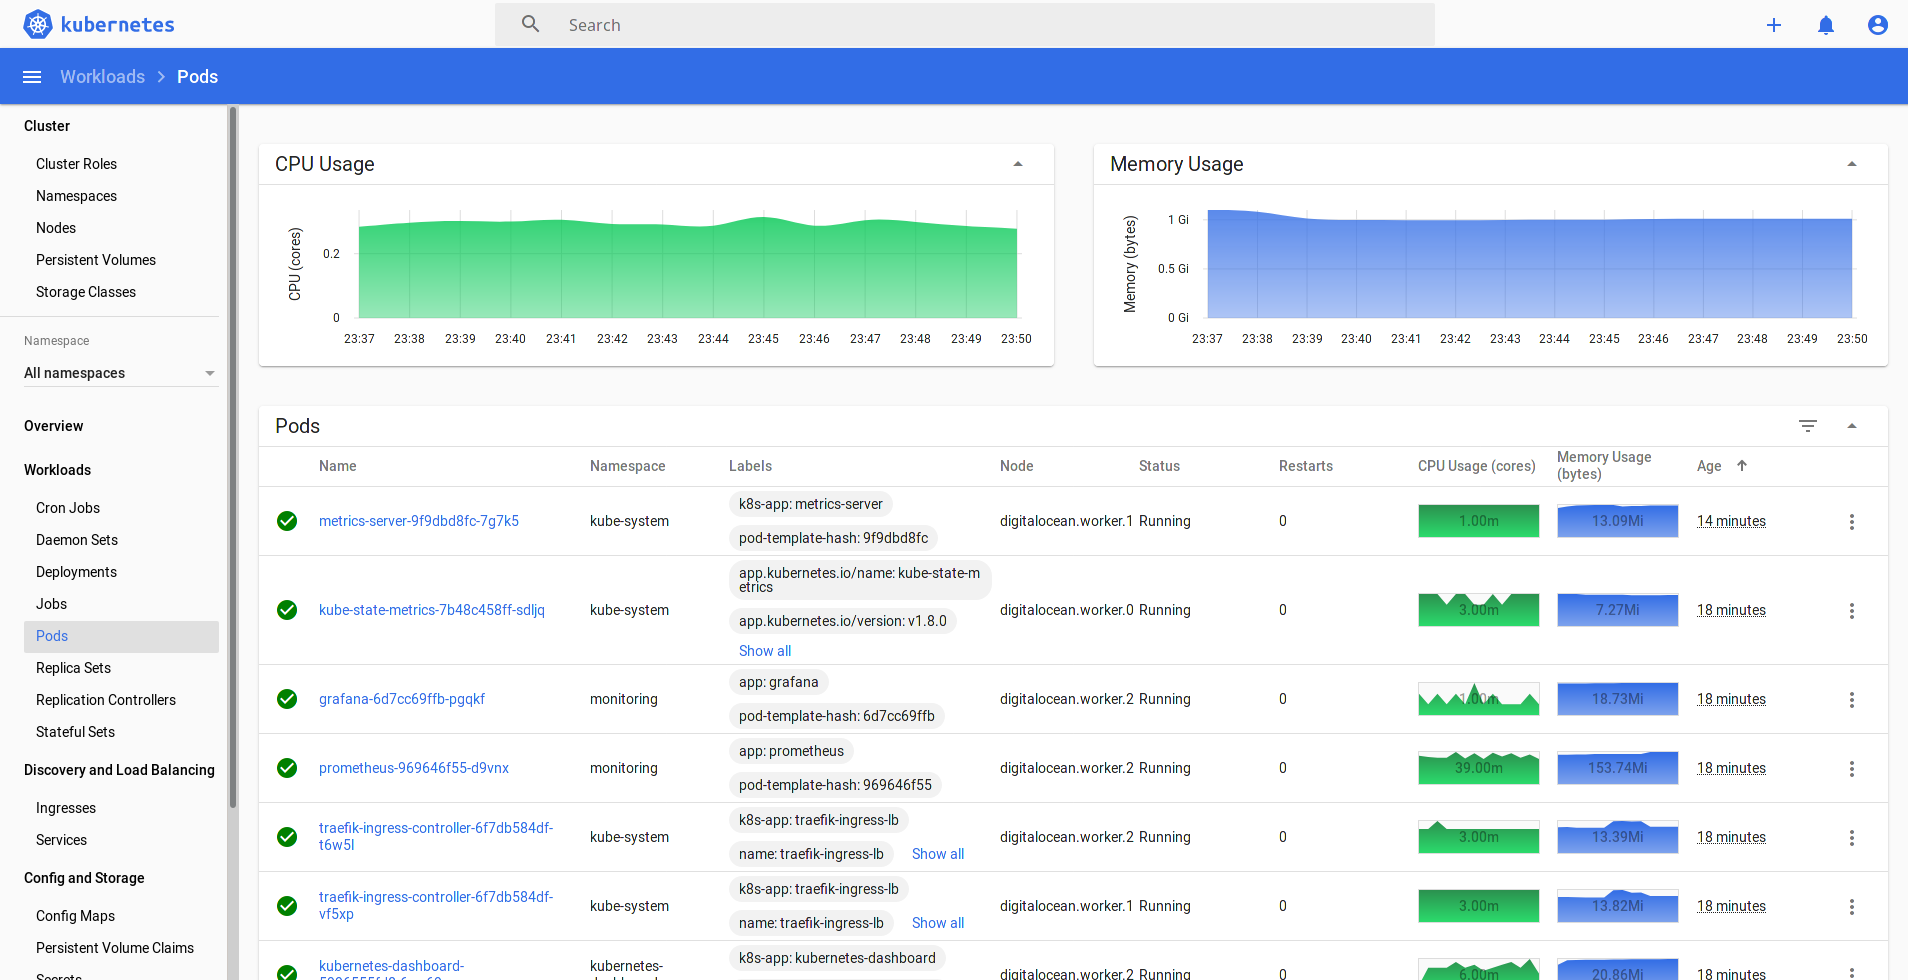 kubernetes
Search
Workloads > Pods
Cluster
Cluster Roles
Namespaces
Nodes
Persistent Volumes
Storage Classes
Namespace
All namespaces
Overview
Workloads
Cron Jobs
Daemon Sets
Deployments
Jobs
Pods
Replica Sets
Replication Controllers
Stateful Sets
Discovery and Load Balancing
Ingresses
Services
Config and Storage
Config Maps
Persistent Volume Claims
Secrets
CPU Usage
CPU (cores)
0.2
0
23:37 23:38 23:39 23:40 23:41 23:42 23:43 23:44 23:45 23:46 23:47 23:48 23:49 23:50
Memory Usage
Memory (bytes)
1 Gi
0.5 Gi
0 Gi
23:37 23:38 23:39 23:40 23:41 23:42 23:43 23:44 23:45 23:46 23:47 23:48 23:49 23:50
Pods
Name Namespace Labels Node Status Restarts CPU Usage (cores) Memory Usage
(bytes) Age
k8s-app: metrics-server
metrics-server-9f9dbd8fc-7g7k5 kube-system digitalocean.worker.1 Running 0 1.00m 13.09Mi 14 minutes
pod-template-hash: 9f9dbd8fc
app.kubernetes.io/name: kube-state-m
etrics
kube-state-metrics-7b48c458ff-sdljq kube-system digitalocean.worker.0 Running 0 3.00m 7.27Mi 18 minutes
app.kubernetes.io/version: v1.8.0
Show all
app: grafana
grafana-6d7cc69ffb-pgqkf monitoring digitalocean.worker.2 Running 0 1.00m 18.73Mi 18 minutes
pod-template-hash: 6d7cc69ffb
app: prometheus
prometheus-969646f55-d9vnx monitoring digitalocean.worker.2 Running 0 39.00m 153.74Mi 18 minutes
pod-template-hash: 969646f55
k8s-app: traefik-ingress-lb
traefik-ingress-controller-6f7db584df-
t6w5l kube-system digitalocean.worker.2 Running 0 3.00m 13.39Mi 18 minutes
name: traefik-ingress-lb Show all
k8s-app: traefik-ingress-lb
traefik-ingress-controller-6f7db584df-
vf5xp kube-system digitalocean.worker.1 Running 0 3.00m 13.82Mi 18 minutes
name: traefik-ingress-lb Show all
k8s-app: kubernetes-dashboard
kubernetes-dashboard- kubernetes-
digitalocean.worker.2 Running 0 6.00m 20.86Mi 18 minutes